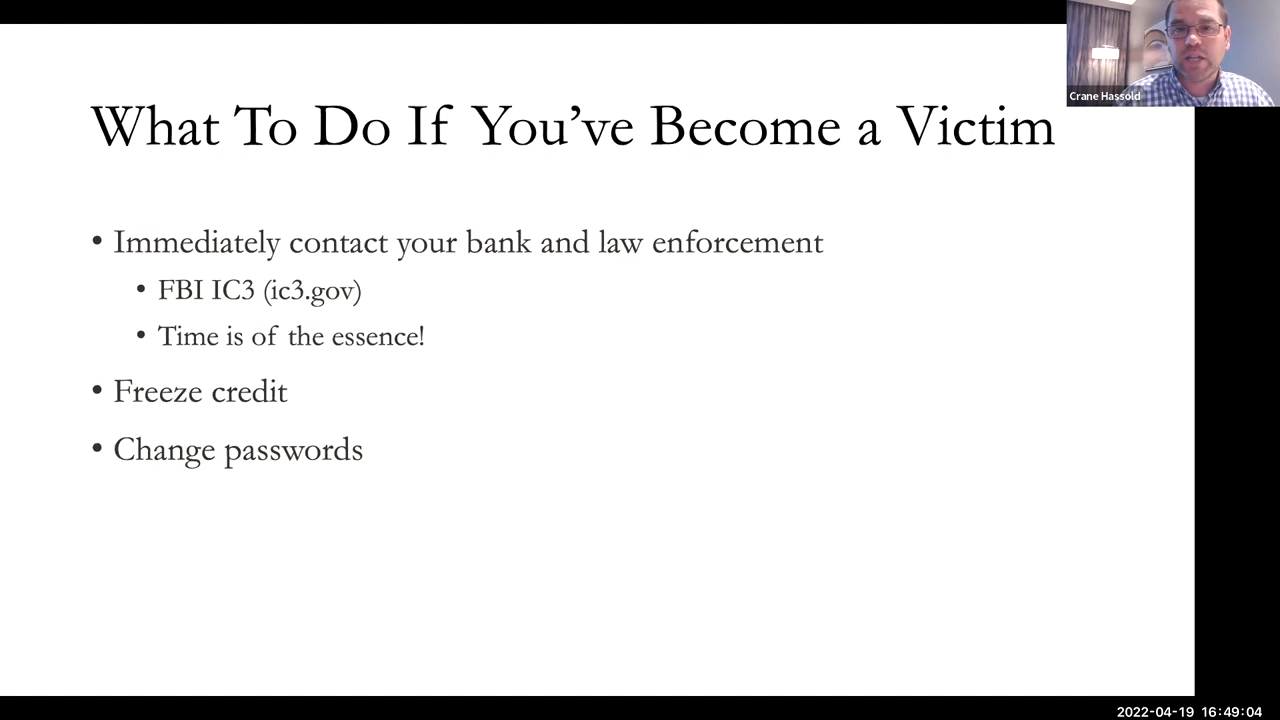 Crane Hassold
What To Do If You’ve Become a Victim
• Immediately contact your bank and law enforcement
• FBI IC3 (ic3.gov)
• Time is of the essence!
• Freeze credit
• Change passwords
2022-04-19 16:49:04